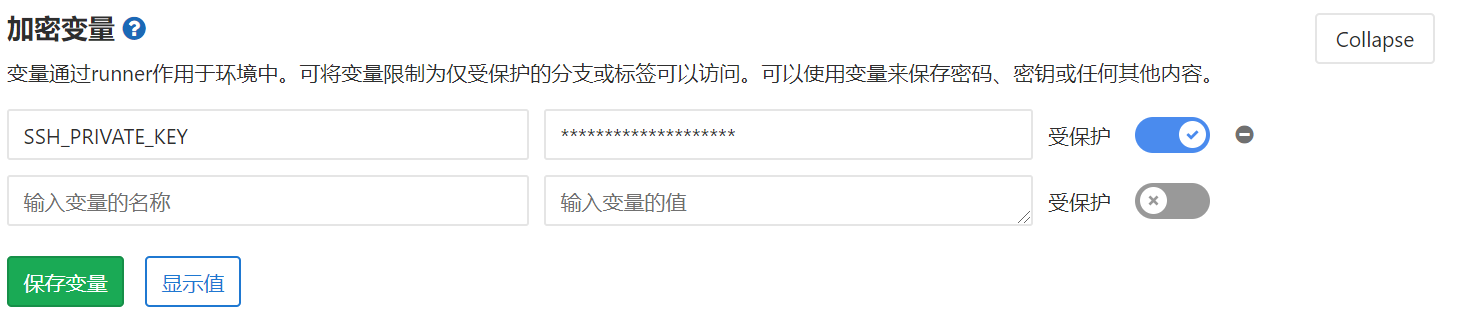 加密变量 ?
Collapse
变量通过runner作用于环境中。可将变量限制为仅受保护的分支或标签可以访问。可以使用变量来保存密码、密钥或任何其他内容。
SSH_PRIVATE_KEY ******************** 受保护
输入变量的名称 输入变量的值 受保护
保存变量 显示值